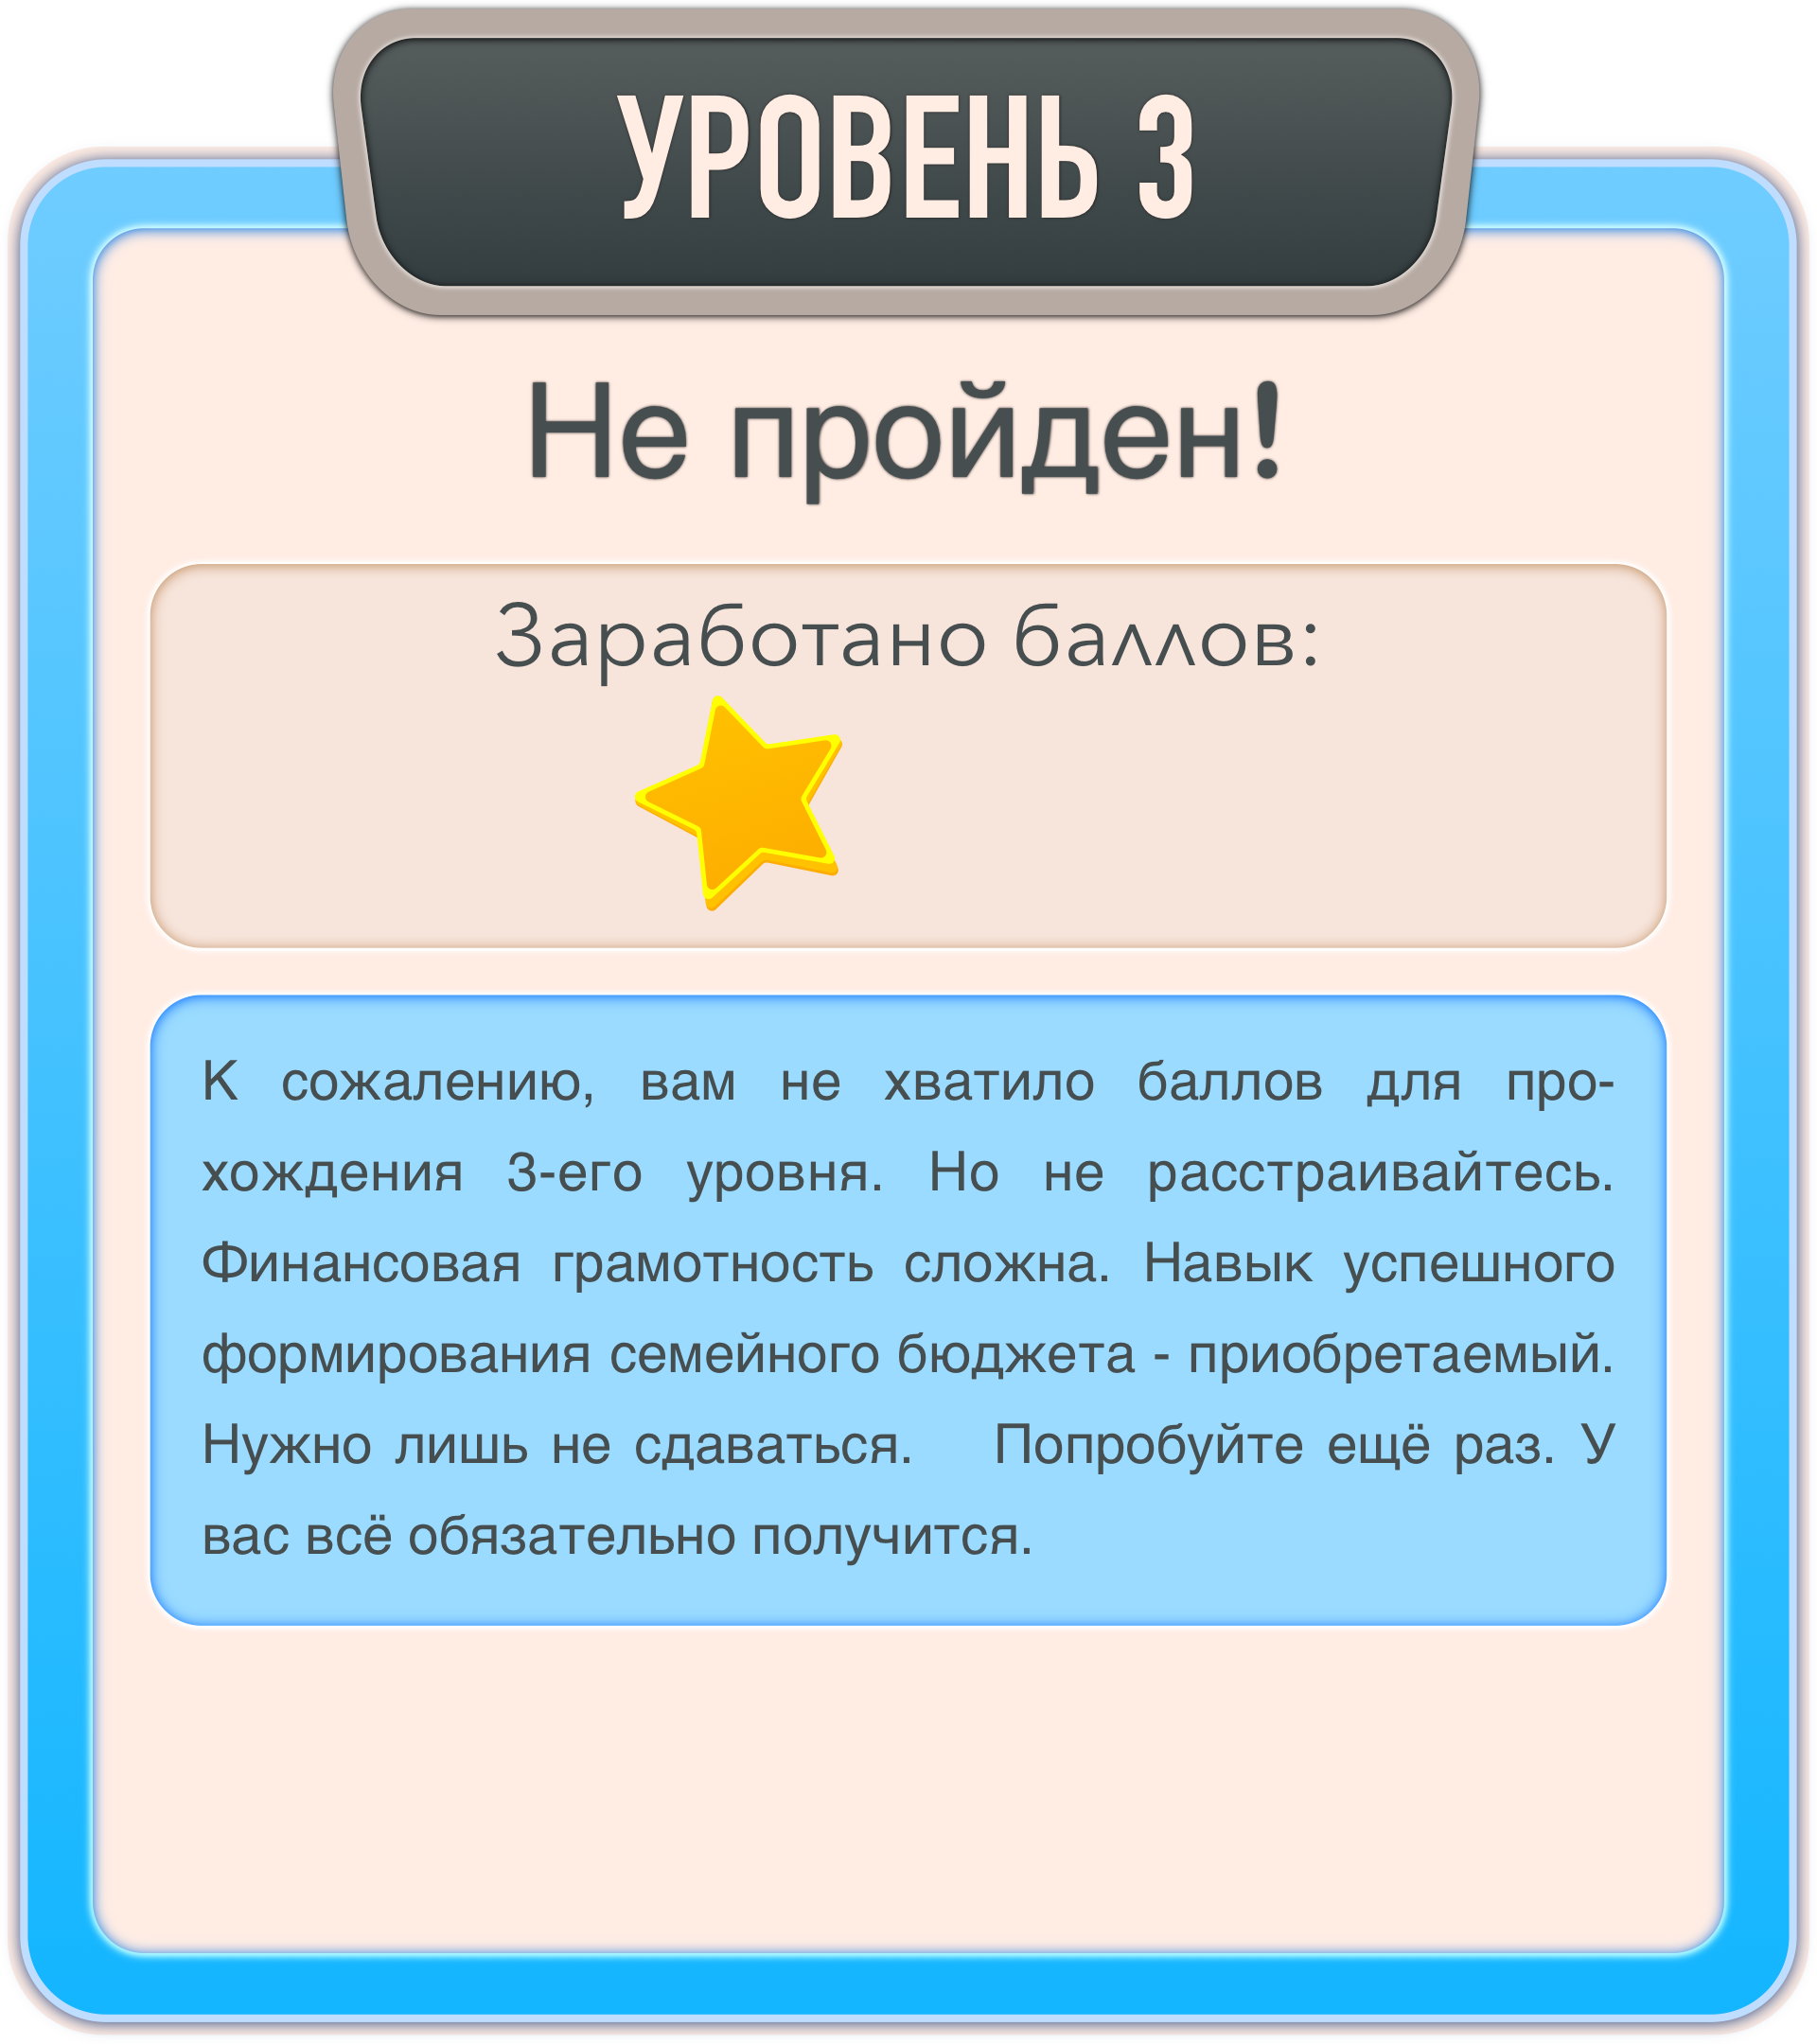 УРОВЕНЬ 3
Не пройден!
Заработано баллов:
К сожалению, вам не хватило баллов для про-
хождения 3-его уровня. Но не расстраивайтесь.
Финансовая грамотность сложна. Навык успешного
формирования семейного бюджета - приобретаемый.
Нужно лишь не сдаваться. Попробуйте ещё раз. У
вас всё обязательно получится.